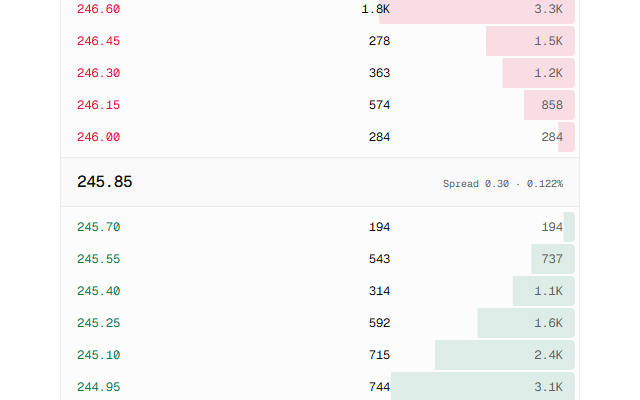 246.60 1.8K 3.3K
246.45 278 1.5K
246.30 363 1.2K
246.15 574 858
246.00 284 284
245.85 Spread 0.30 · 0.122%
245.70 194 194
245.55 543 737
245.40 314 1.1K
245.25 592 1.6K
245.10 715 2.4K
244.95 744 3.1K